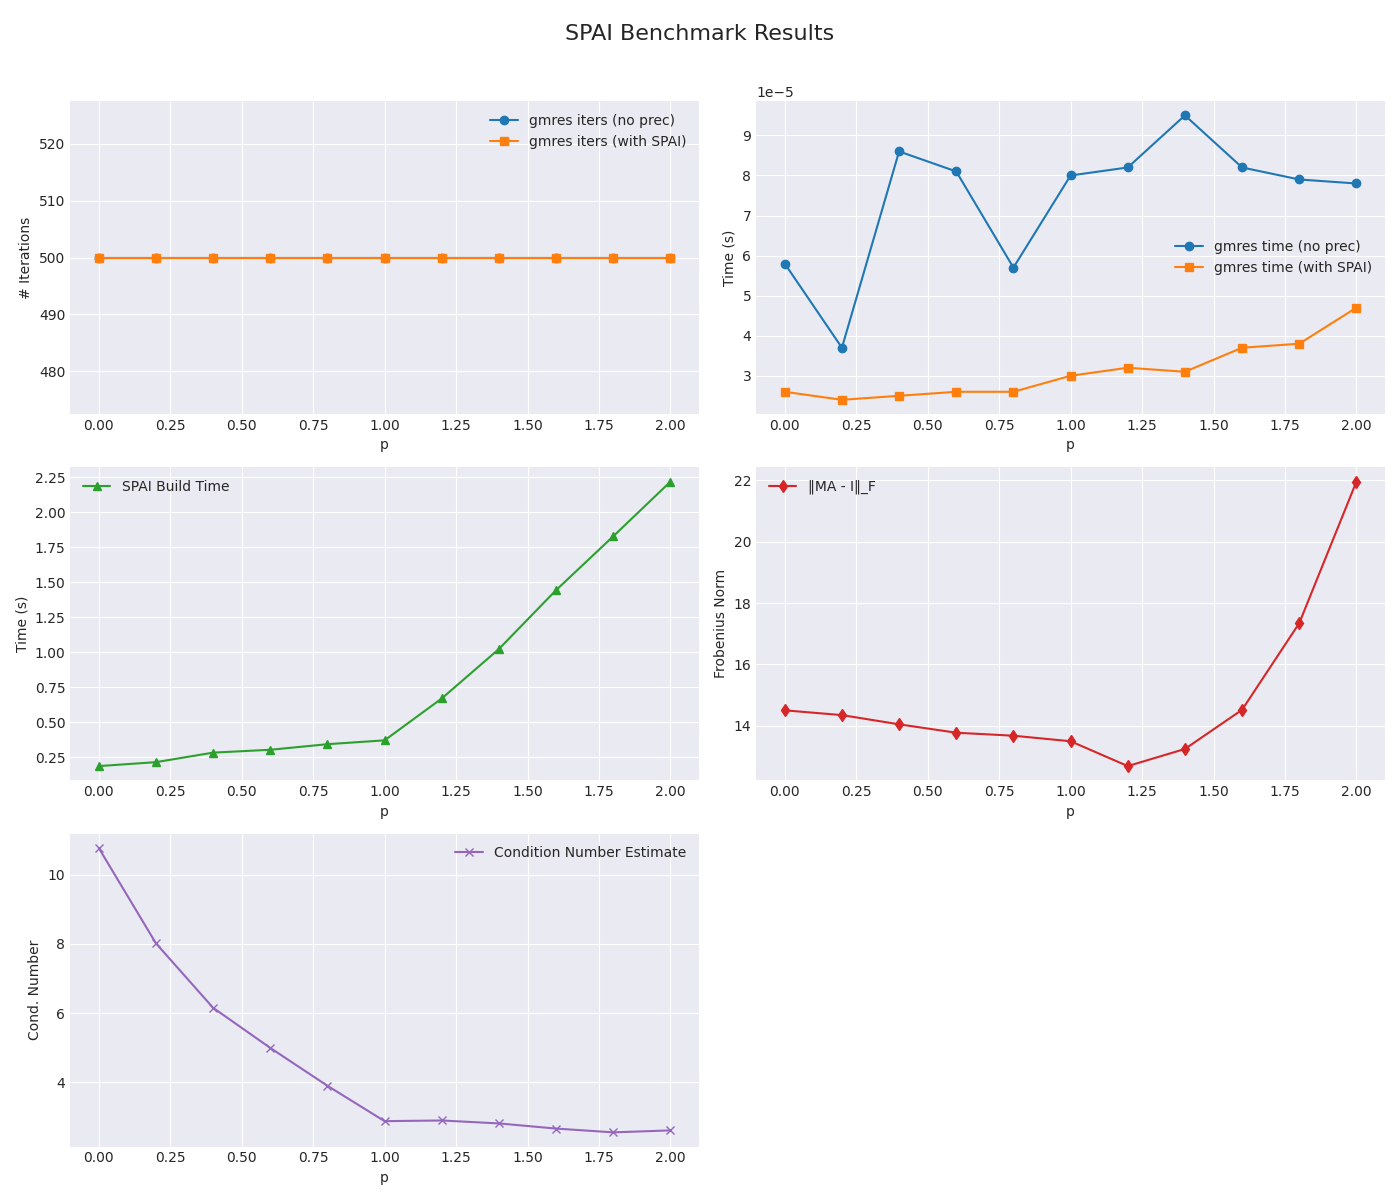 SPAI Benchmark Results
gmres iters (no prec)
gmres iters (with SPAI)
# Iterations
520
510
500
490
480
0.00 0.25 0.50 0.75 1.00 1.25 1.50 1.75 2.00
p
1e−5
gmres time (no prec)
gmres time (with SPAI)
Time (s)
9
8
7
6
5
4
3
0.00 0.25 0.50 0.75 1.00 1.25 1.50 1.75 2.00
p
SPAI Build Time
Time (s)
2.25
2.00
1.75
1.50
1.25
1.00
0.75
0.50
0.25
0.00 0.25 0.50 0.75 1.00 1.25 1.50 1.75 2.00
p
‖MA - I‖_F
Frobenius Norm
22
20
18
16
14
0.00 0.25 0.50 0.75 1.00 1.25 1.50 1.75 2.00
p
Condition Number Estimate
Cond. Number
10
8
6
4
0.00 0.25 0.50 0.75 1.00 1.25 1.50 1.75 2.00
p